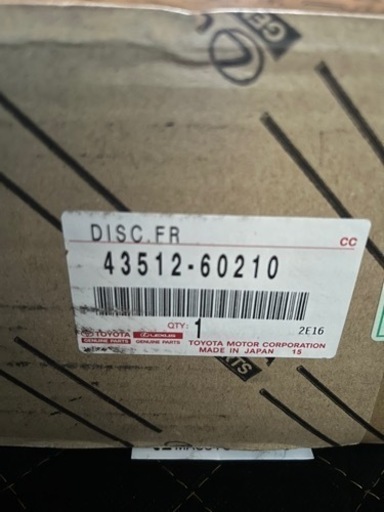 DISC, FR
CC
43512-60210
QTY: 1
2E16
TOYOTA
GENUINE PARTS
LEXUS
GENUINE PARTS
TOYOTA MOTOR CORPORATION
MADE IN JAPAN 15